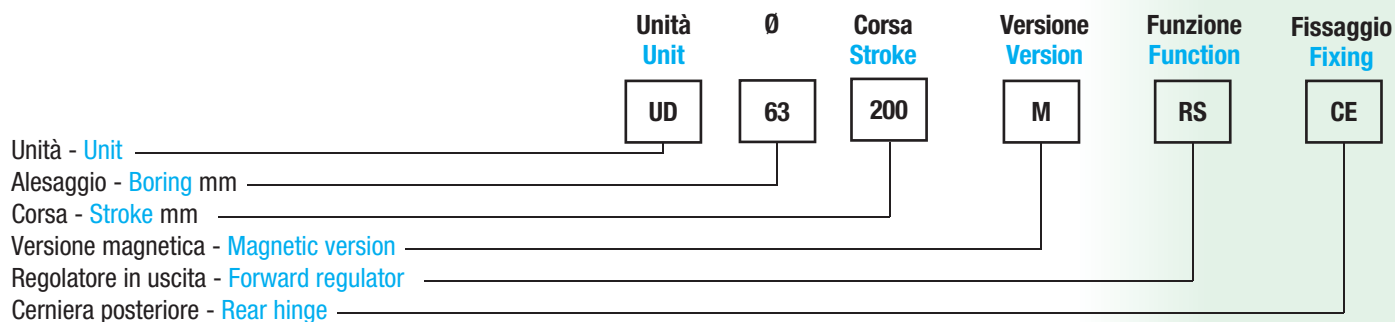 Unità Ø Corsa Versione Funzione Fissaggio
Unit Stroke Version Function Fixing
UD 63 200 M RS CE
Unità - Unit
Alesaggio - Boring mm
Corsa - Stroke mm
Versione magnetica - Magnetic version
Regolatore in uscita - Forward regulator
Cerniera posteriore - Rear hinge